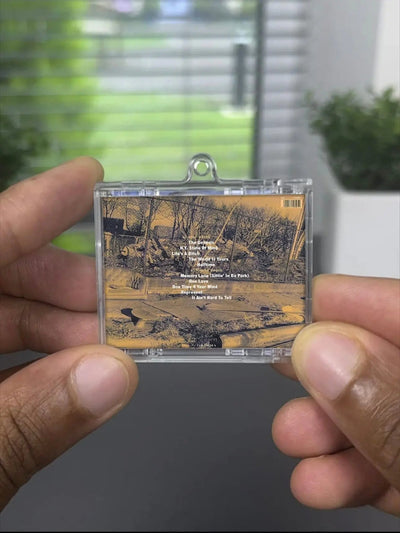 The Genesis
N.Y. State Of Mind
Life's A Bitch
The World Is Yours
Halftime
Memory Lane (Sittin' In Da Park)
One Love
One Time 4 Your Mind
Represent
It Ain't Hard To Tell